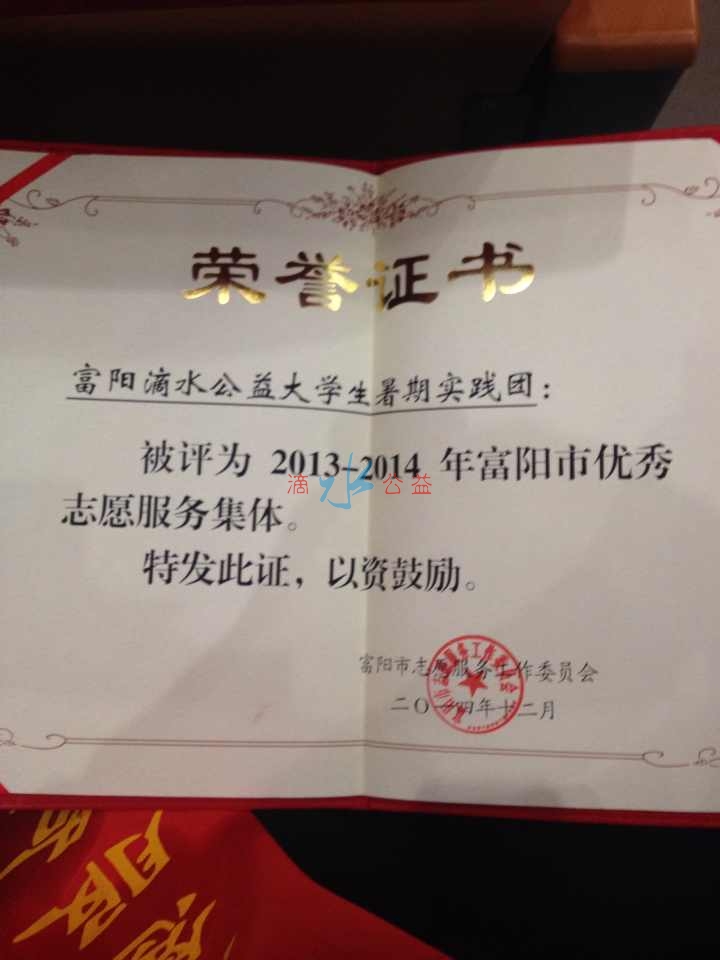 荣誉证书
富阳滴水公益大学生暑期实践团：
被评为 2013-2014 年富阳市优秀
滴水公益
志愿服务集体。
特发此证，以资鼓励。
富阳市志愿服务工作委员会
二〇一四年十二月